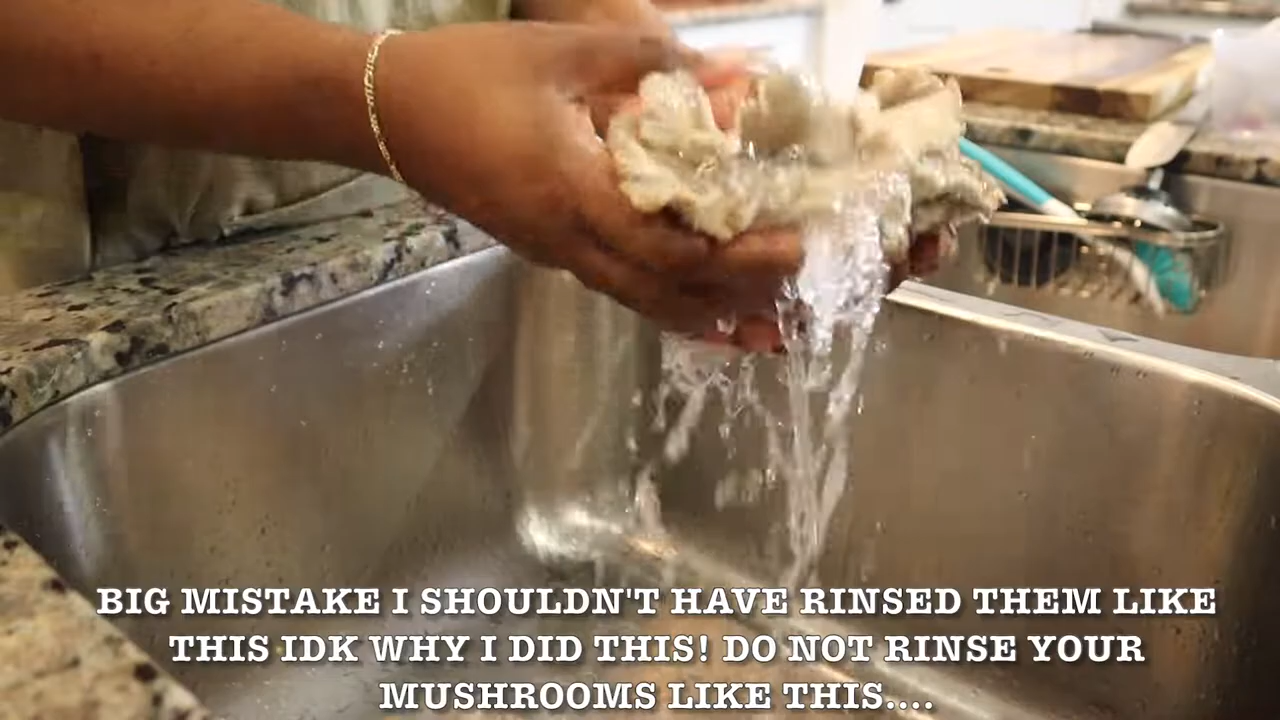 BIG MISTAKE I SHOULDN'T HAVE RINSED THEM LIKE
THIS IDK WHY I DID THIS! DO NOT RINSE YOUR
MUSHROOMS LIKE THIS....